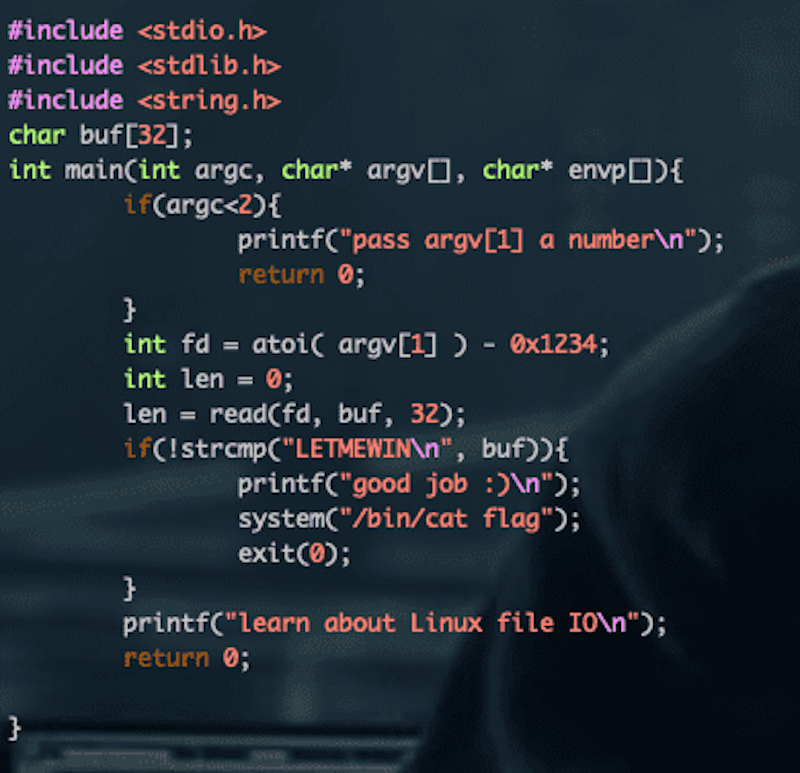 #include <stdio.h>
#include <stdlib.h>
#include <string.h>
char buf[32];
int main(int argc, char* argv[], char* envp[]){
        if(argc<2){
                printf("pass argv[1] a number\n");
                return 0;
        }
        int fd = atoi( argv[1] ) - 0x1234;
        int len = 0;
        len = read(fd, buf, 32);
        if(!strcmp("LETMEWIN\n", buf)){
                printf("good job :)\n");
                system("/bin/cat flag");
                exit(0);
        }
        printf("learn about Linux file IO\n");
        return 0;
}